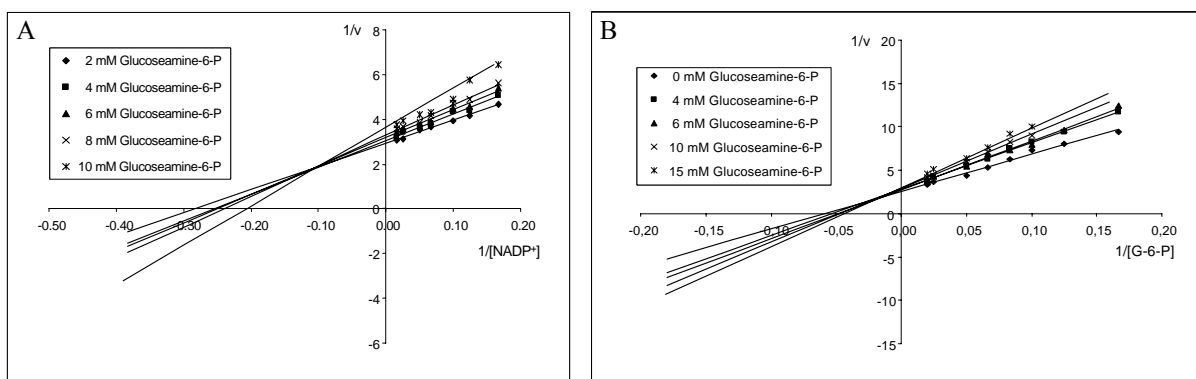 A
1/v
2 mM Glucoseamine-6-P
4 mM Glucoseamine-6-P
6 mM Glucoseamine-6-P
8 mM Glucoseamine-6-P
10 mM Glucoseamine-6-P
8
6
4
2
0
-2
-4
-6
-0.50 -0.40 -0.30 -0.20 -0.10 0.00 0.10 0.20
1/[NADP⁺]
B
1/v
0 mM Glucoseamine-6-P
4 mM Glucoseamine-6-P
6 mM Glucoseamine-6-P
10 mM Glucoseamine-6-P
15 mM Glucoseamine-6-P
20
15
10
5
0
-5
-10
-15
-0,20 -0,15 -0,10 -0,05 0,00 0,05 0,10 0,15 0,20
1/[G-6-P]